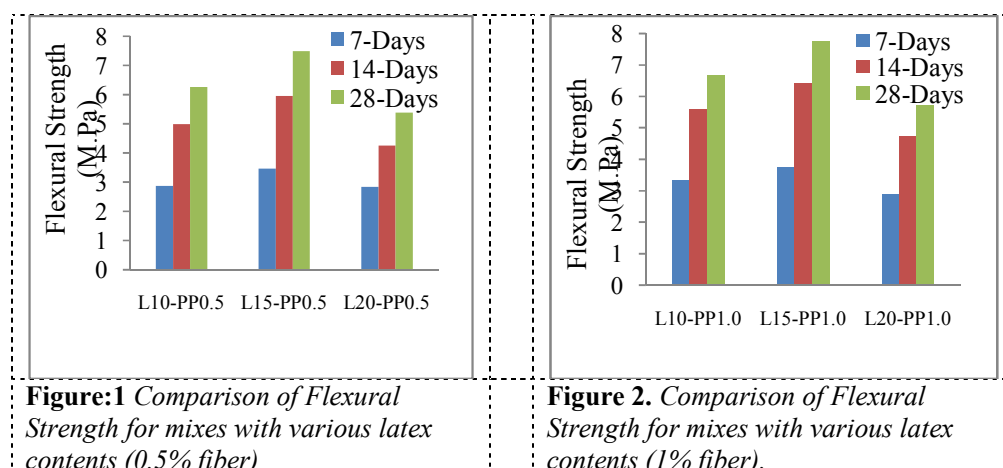 Flexural Strength
(M.Pa)
8
7
6
5
4
3
2
1
0
7-Days
14-Days
28-Days
L10-PP0.5 L15-PP0.5 L20-PP0.5
Figure:1 Comparison of Flexural
Strength for mixes with various latex
contents (0.5% fiber)
Flexural Strength
(M.Pa)
8
7
6
5
4
3
2
1
0
7-Days
14-Days
28-Days
L10-PP1.0 L15-PP1.0 L20-PP1.0
Figure 2. Comparison of Flexural
Strength for mixes with various latex
contents (1% fiber).